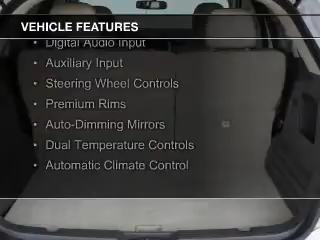 VEHICLE FEATURES
• Digital Audio Input
• Auxiliary Input
• Steering Wheel Controls
• Premium Rims
• Auto-Dimming Mirrors
• Dual Temperature Controls
• Automatic Climate Control